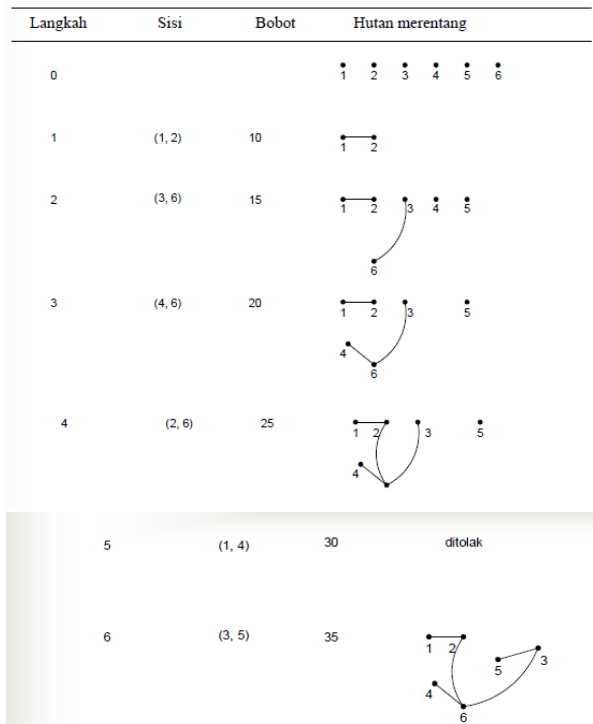 Langkah Sisi Bobot Hutan merentang
0
1 2 3 4 5 6
1 (1, 2) 10
1 2
2 (3, 6) 15
1 2 3 4 5
6
3 (4, 6) 20
1 2 3 5
4
6
4 (2, 6) 25
1 2 3 5
4
5 (1, 4) 30 ditolak
6 (3, 5) 35
1 2 3
5
4
6